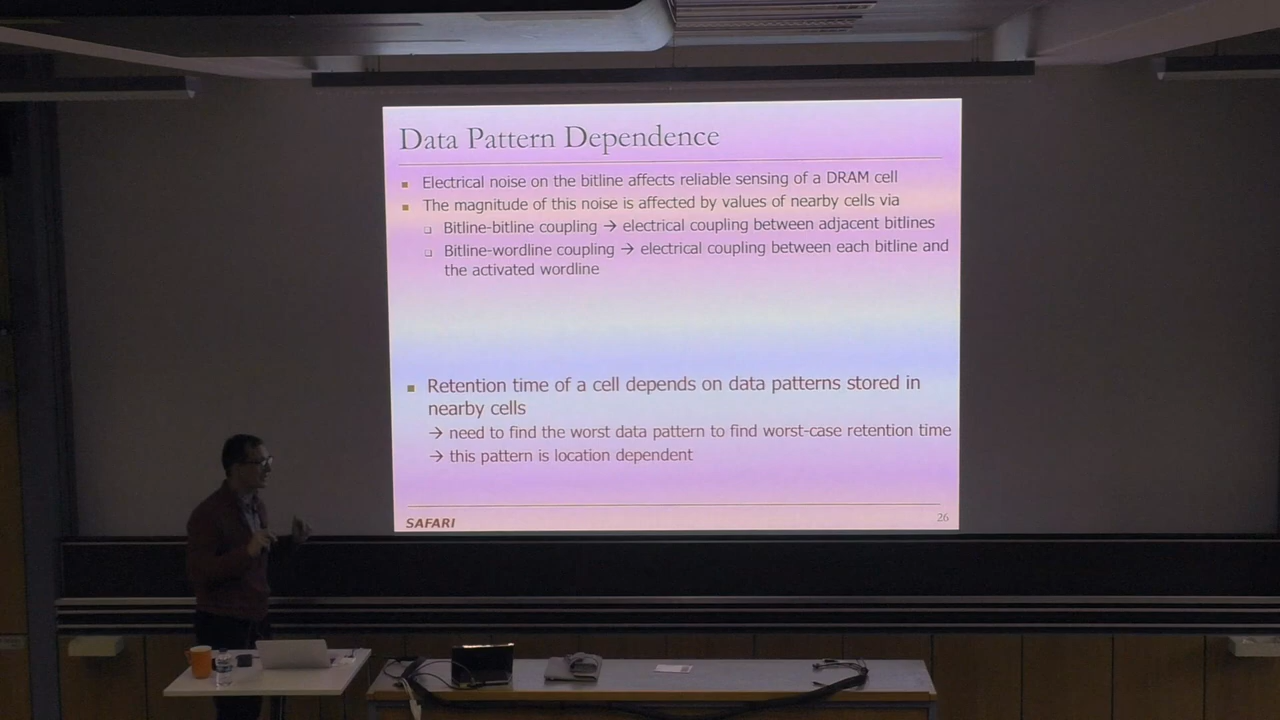 Data Pattern Dependence
Electrical noise on the bitline affects reliable sensing of a DRAM cell
The magnitude of this noise is affected by values of nearby cells via
Bitline-bitline coupling → electrical coupling between adjacent bitlines
Bitline-wordline coupling → electrical coupling between each bitline and
the activated wordline
Retention time of a cell depends on data patterns stored in
nearby cells
→ need to find the worst data pattern to find worst-case retention time
→ this pattern is location dependent
SAFARI
26